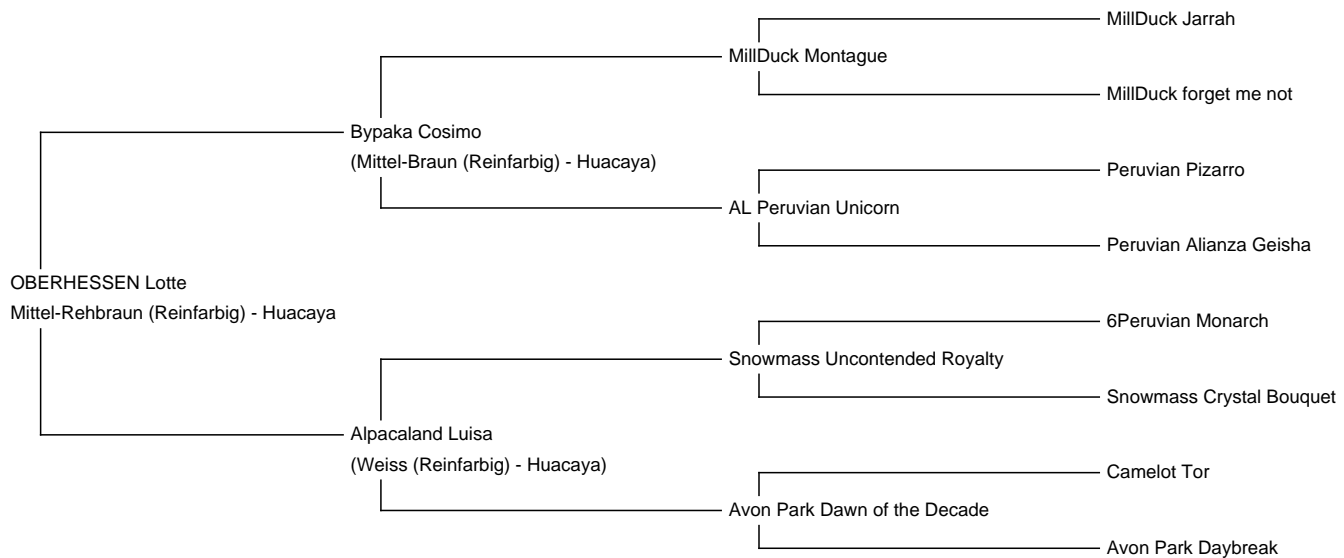 MillDuck Jarrah
MillDuck Montague
MillDuck forget me not
Bypaka Cosimo
(Mittel-Braun (Reinfarbig) - Huacaya)
Peruvian Pizarro
AL Peruvian Unicorn
Peruvian Alianza Geisha
OBERHESSEN Lotte
Mittel-Rehbraun (Reinfarbig) - Huacaya
6Peruvian Monarch
Snowmass Uncontended Royalty
Snowmass Crystal Bouquet
Alpacaland Luisa
(Weiss (Reinfarbig) - Huacaya)
Camelot Tor
Avon Park Dawn of the Decade
Avon Park Daybreak